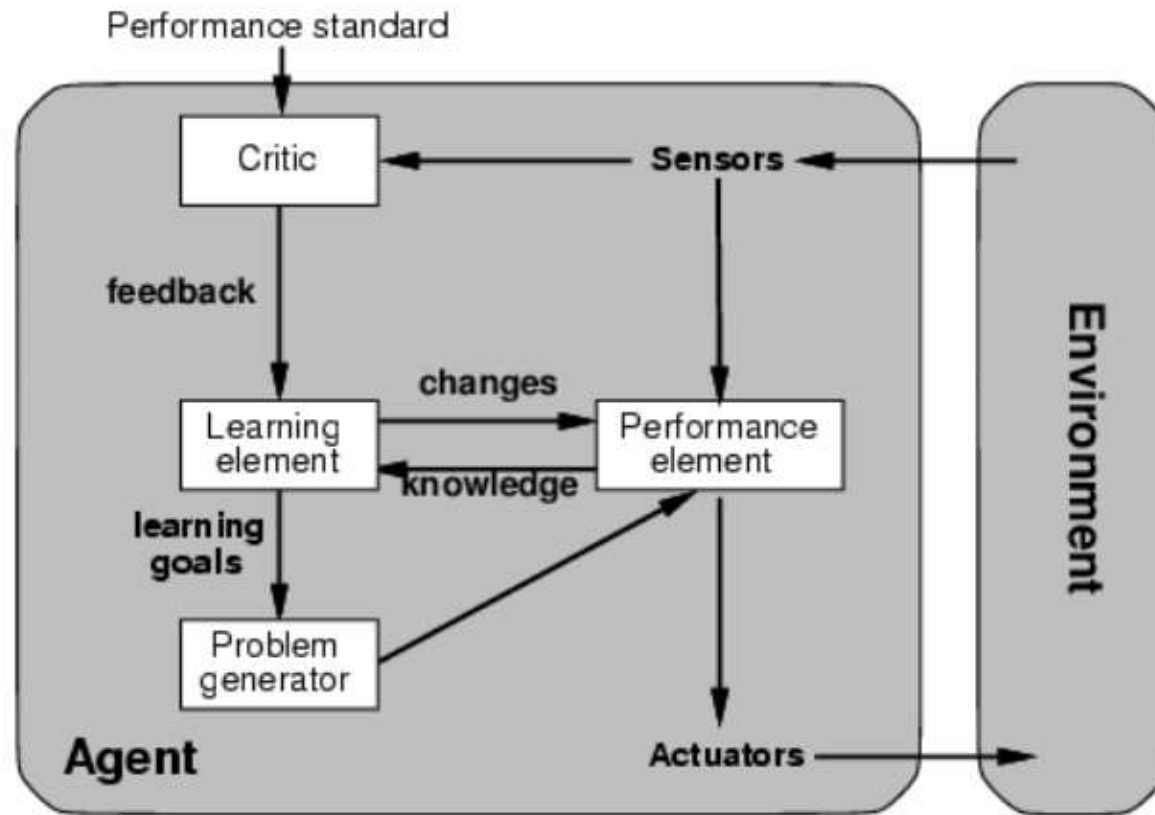 Performance standard
Critic
Sensors
feedback
changes
Learning
element
Performance
element
knowledge
learning
goals
Problem
generator
Agent
Actuators
Environment